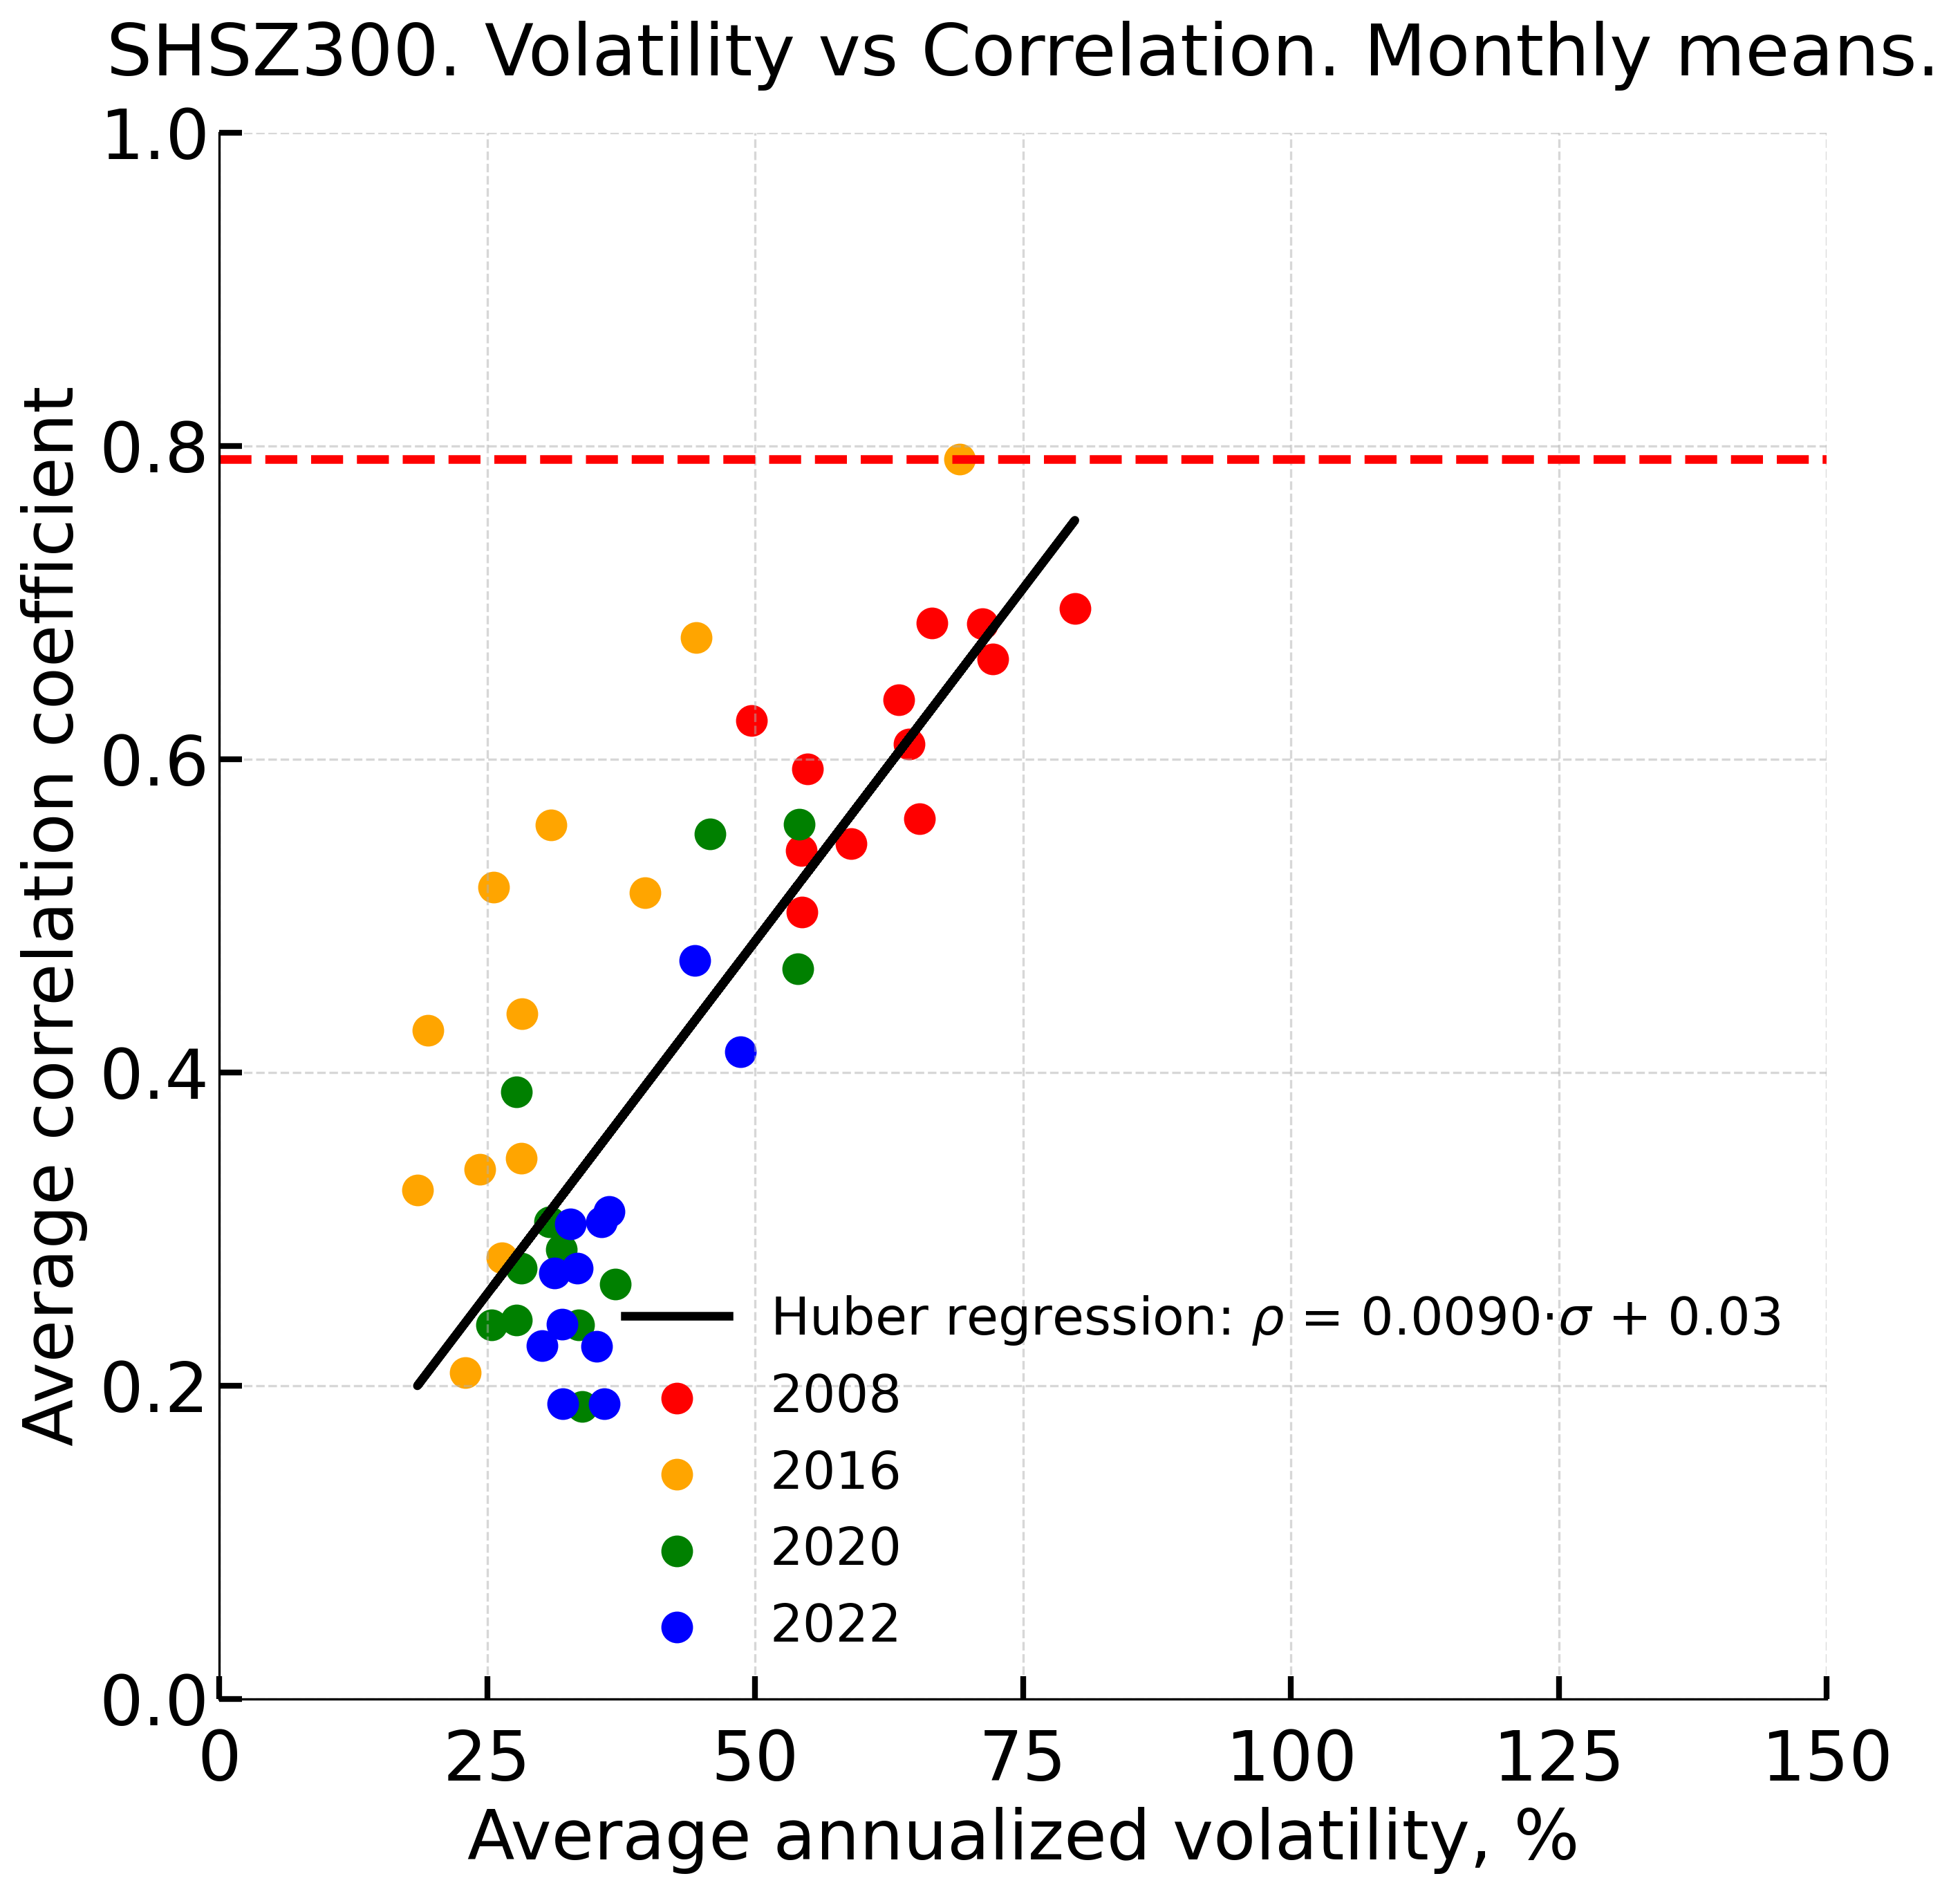 SHSZ300. Volatility vs Correlation. Monthly means.
1.0
0.8
0.6
0.4
0.2
0.0
Average correlation coefficient
Huber regression: ρ = 0.0090·σ + 0.03
2008
2016
2020
2022
0 25 50 75 100 125 150
Average annualized volatility, %